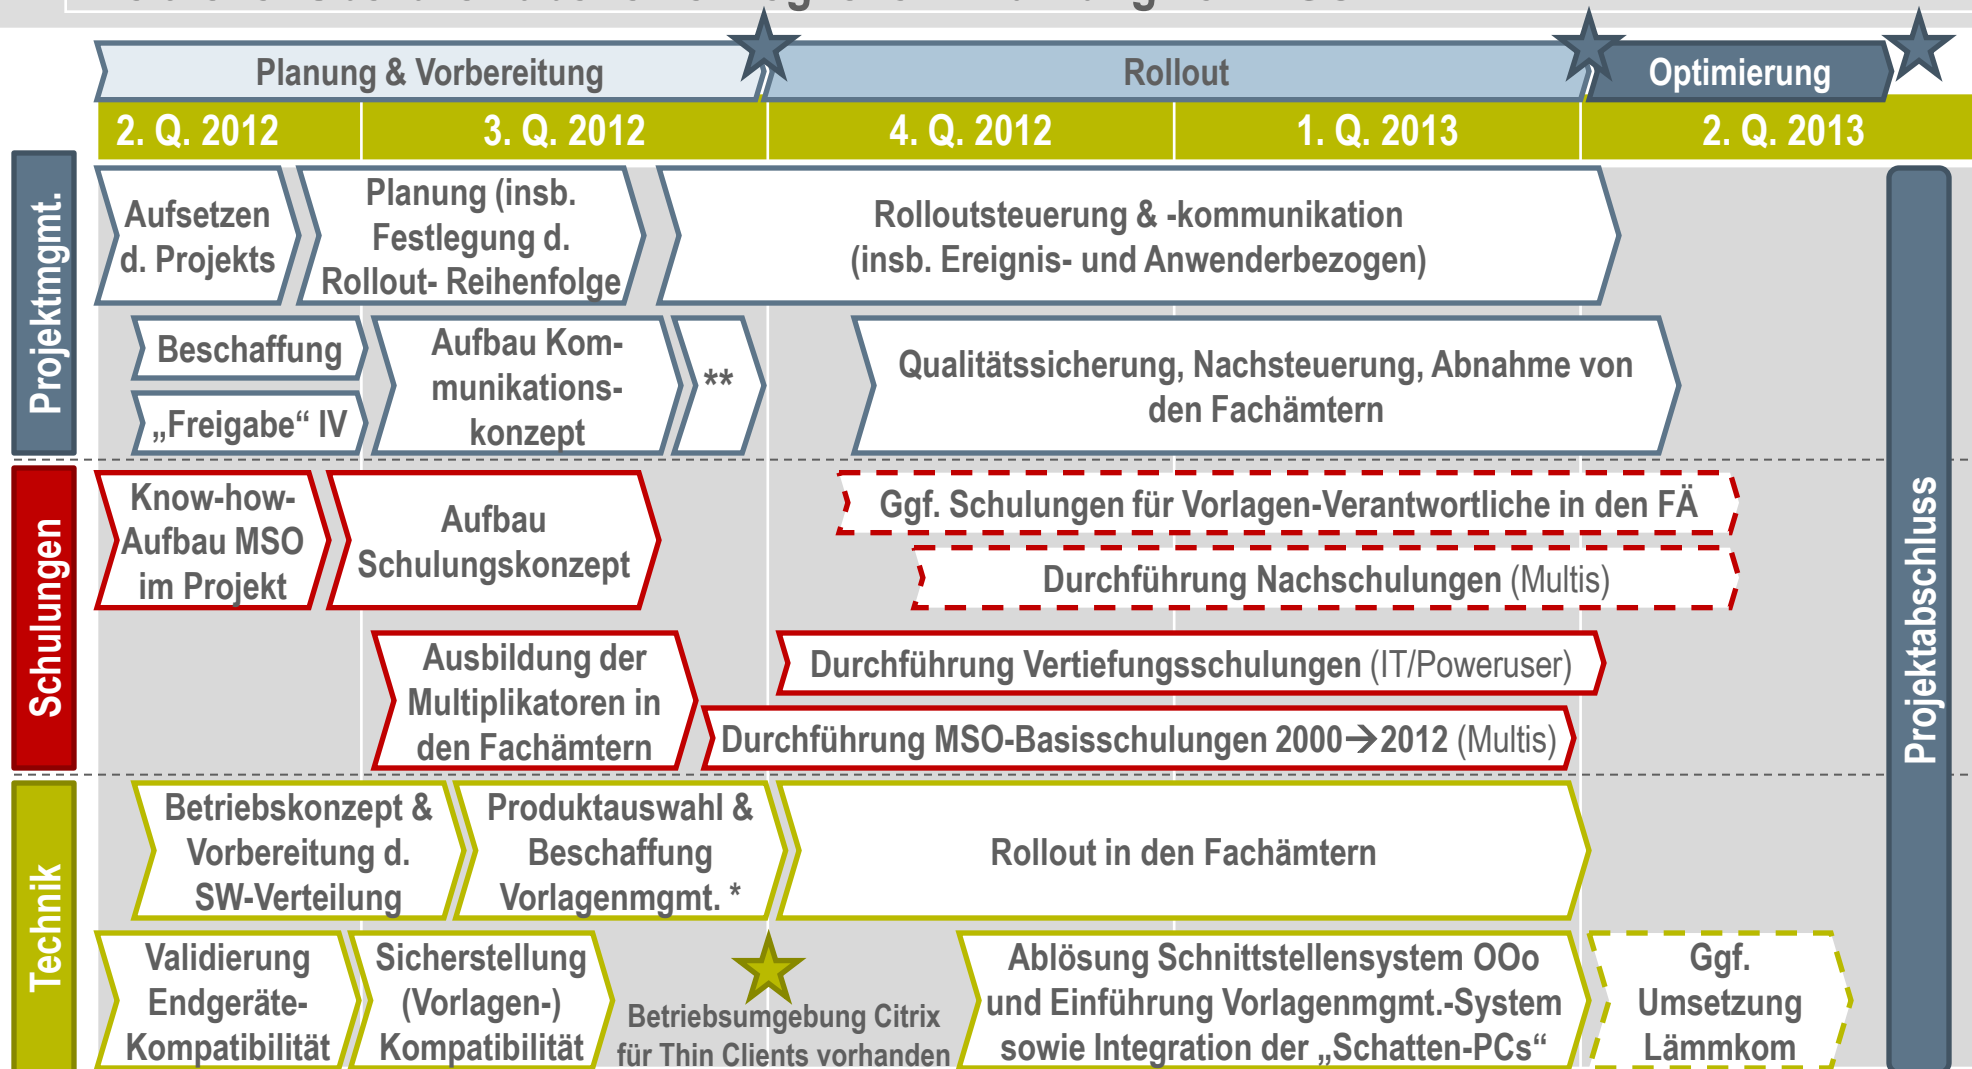 Planung & Vorbereitung
Rollout
Optimierung
2. Q. 2012
3. Q. 2012
4. Q. 2012
1. Q. 2013
2. Q. 2013
Projektmgmt.
Aufsetzen
d. Projekts
Planung (insb.
Festlegung d.
Rollout- Reihenfolge
Rolloutsteuerung & -kommunikation
(insb. Ereignis- und Anwenderbezogen)
Beschaffung
„Freigabe“ IV
Aufbau Kom-
munikations-
konzept
**
Qualitätssicherung, Nachsteuerung, Abnahme von
den Fachämtern
Schulungen
Know-how-
Aufbau MSO
im Projekt
Aufbau
Schulungskonzept
Ggf. Schulungen für Vorlagen-Verantwortliche in den FÄ
Durchführung Nachschulungen (Multis)
Ausbildung der
Multiplikatoren in
den Fachämtern
Durchführung Vertiefungsschulungen (IT/Poweruser)
Durchführung MSO-Basisschulungen 2000→2012 (Multis)
Technik
Betriebskonzept &
Vorbereitung d.
SW-Verteilung
Produktauswahl &
Beschaffung
Vorlagenmgmt. *
Rollout in den Fachämtern
Validierung
Endgeräte-
Kompatibilität
Sicherstellung
(Vorlagen-)
Kompatibilität
Betriebsumgebung Citrix
für Thin Clients vorhanden
Ablösung Schnittstellensystem OOo
und Einführung Vorlagenmgmt.-System
sowie Integration der „Schatten-PCs“
Ggf.
Umsetzung
Lämmkom
Projektabschluss